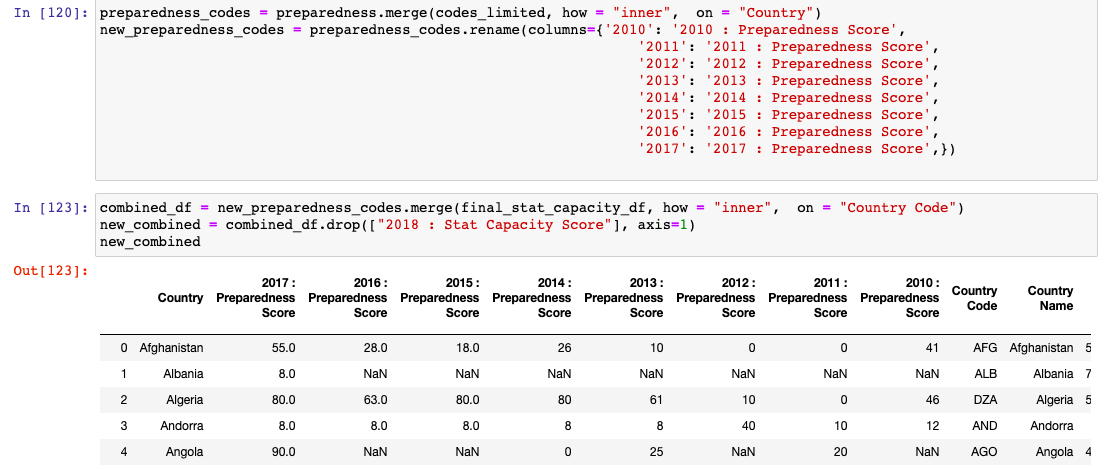 In [120]: preparedness_codes = preparedness.merge(codes_limited, how = "inner",  on = "Country")
new_preparedness_codes = preparedness_codes.rename(columns={'2010': '2010 : Preparedness Score',
'2011': '2011 : Preparedness Score',
'2012': '2012 : Preparedness Score',
'2013': '2013 : Preparedness Score',
'2014': '2014 : Preparedness Score',
'2015': '2015 : Preparedness Score',
'2016': '2016 : Preparedness Score',
'2017': '2017 : Preparedness Score',})
In [123]: combined_df = new_preparedness_codes.merge(final_stat_capacity_df, how = "inner",  on = "Country Code")
new_combined = combined_df.drop(["2018 : Stat Capacity Score"], axis=1)
new_combined
Out[123]:
2017 : 2016 : 2015 : 2014 : 2013 : 2012 : 2011 : 2010 : Country Country
Country Preparedness Preparedness Preparedness Preparedness Preparedness Preparedness Preparedness Preparedness Code Name
Score Score Score Score Score Score Score Score
0 Afghanistan 55.0 28.0 18.0 26 10 0 0 41 AFG Afghanistan 5
1 Albania 8.0 NaN NaN NaN NaN NaN NaN NaN ALB Albania 7
2 Algeria 80.0 63.0 80.0 80 61 10 0 46 DZA Algeria 5
3 Andorra 8.0 8.0 8.0 8 8 40 10 12 AND Andorra
4 Angola 90.0 NaN NaN 0 25 NaN 20 NaN AGO Angola 4